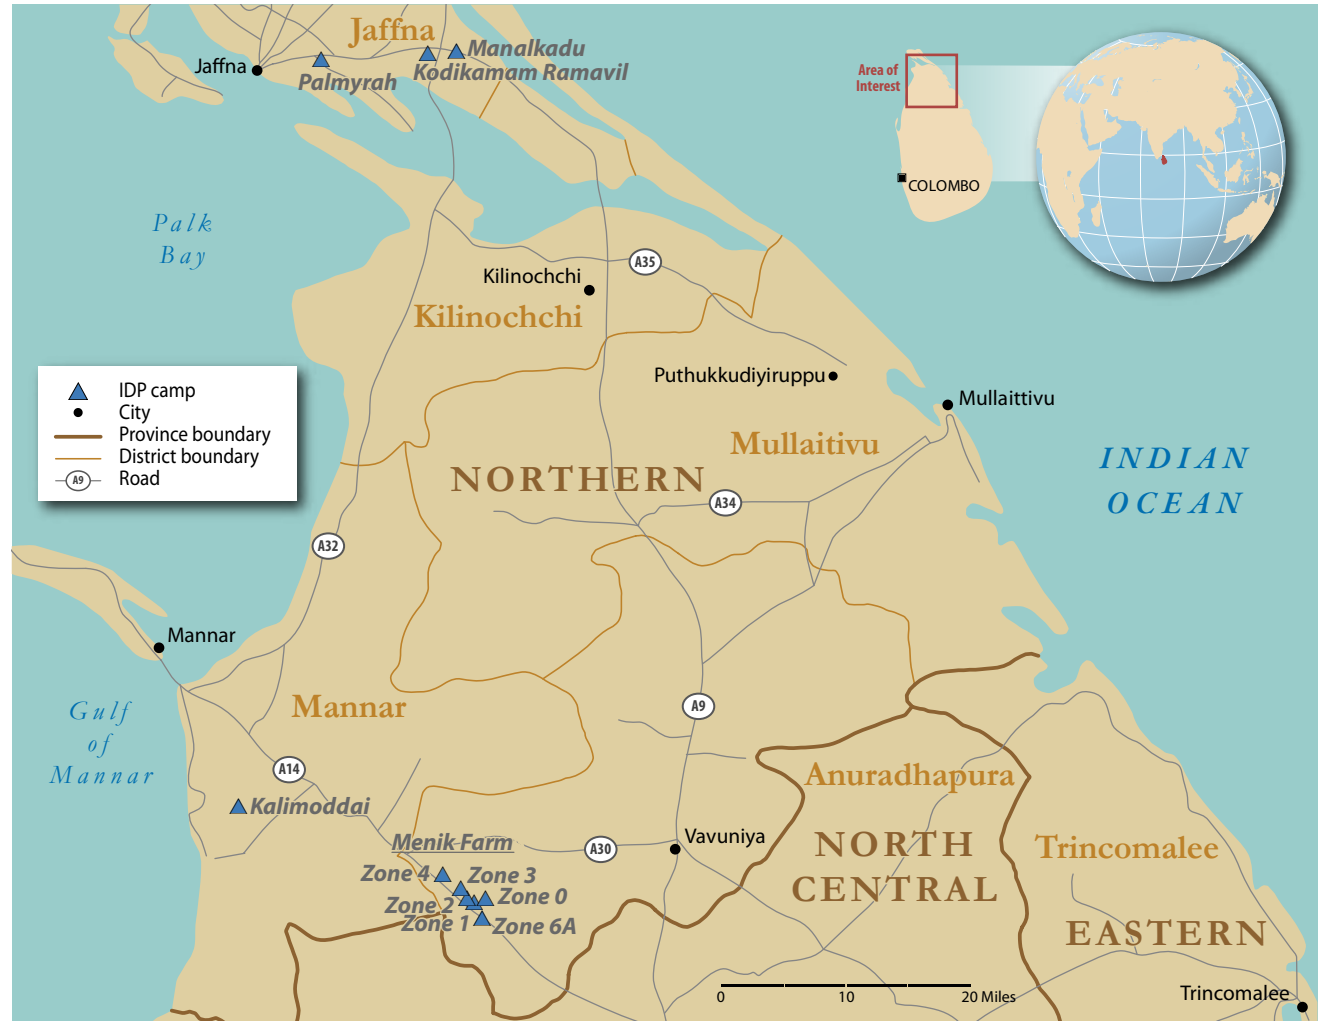 Jaffna
Jaffna
Manalkadu
Kodikamam Ramavil
Palmyrah
Area of
Interest
COLOMBO
Palk
Bay
A35
Kilinochchi
Kilinochchi
Puthukkudiyiruppu
Mullaittivu
IDP camp
City
Province boundary
District boundary
A9
Road
Mullaitivu
NORTHERN
INDIAN
OCEAN
A34
A32
Mannar
Mannar
A9
Gulf
of
Mannar
A14
Anuradhapura
Kalimoddai
Menik Farm
A30
Vavuniya
NORTH
CENTRAL
Trincomalee
Zone 4
Zone 3
Zone 0
Zone 2
Zone 1
Zone 6A
EASTERN
0
10
20 Miles
Trincomalee